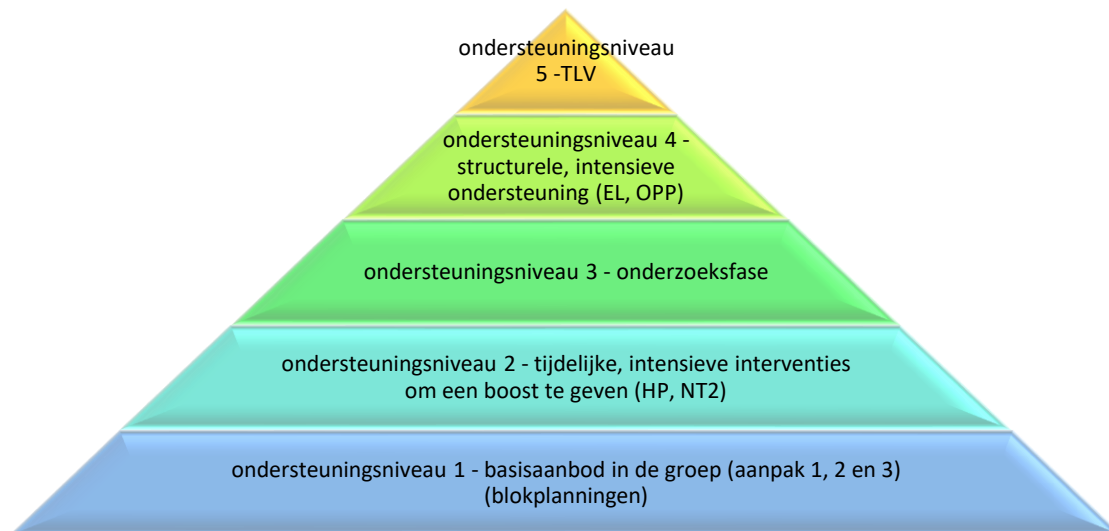 ondersteuningsniveau
5 -TLV
ondersteuningsniveau 4 -
structurele, intensieve
ondersteuning (EL, OPP)
ondersteuningsniveau 3 - onderzoeksfase
ondersteuningsniveau 2 - tijdelijke, intensieve interventies
om een boost te geven (HP, NT2)
ondersteuningsniveau 1 - basisaanbod in de groep (aanpak 1, 2 en 3)
(blokplanningen)